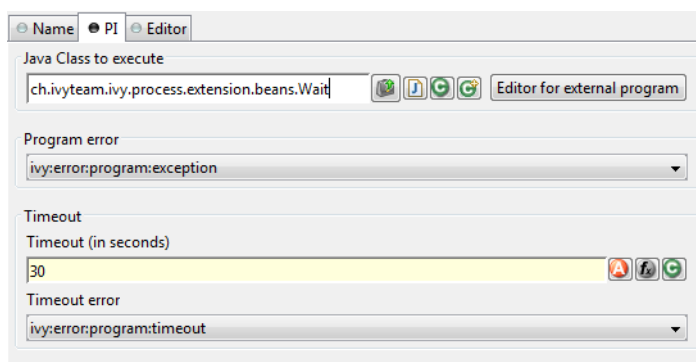 Name PI Editor
Java Class to execute
ch.ivyteam.ivy.process.extension.beans.Wait Editor for external program
Program error
ivy:error:program:exception
Timeout
Timeout (in seconds)
30
Timeout error
ivy:error:program:timeout